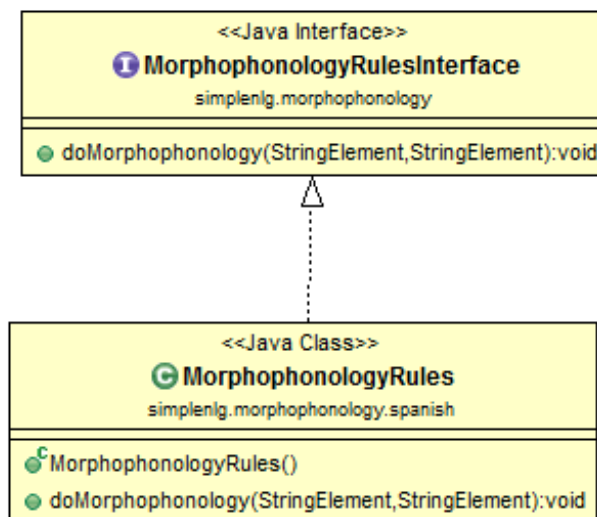 <<Java Interface>>
I MorphophonologyRulesInterface
simplenlg.morphophonology
doMorphophonology(StringElement,StringElement):void
<<Java Class>>
C MorphophonologyRules
simplenlg.morphophonology.spanish
C MorphophonologyRules()
doMorphophonology(StringElement,StringElement):void